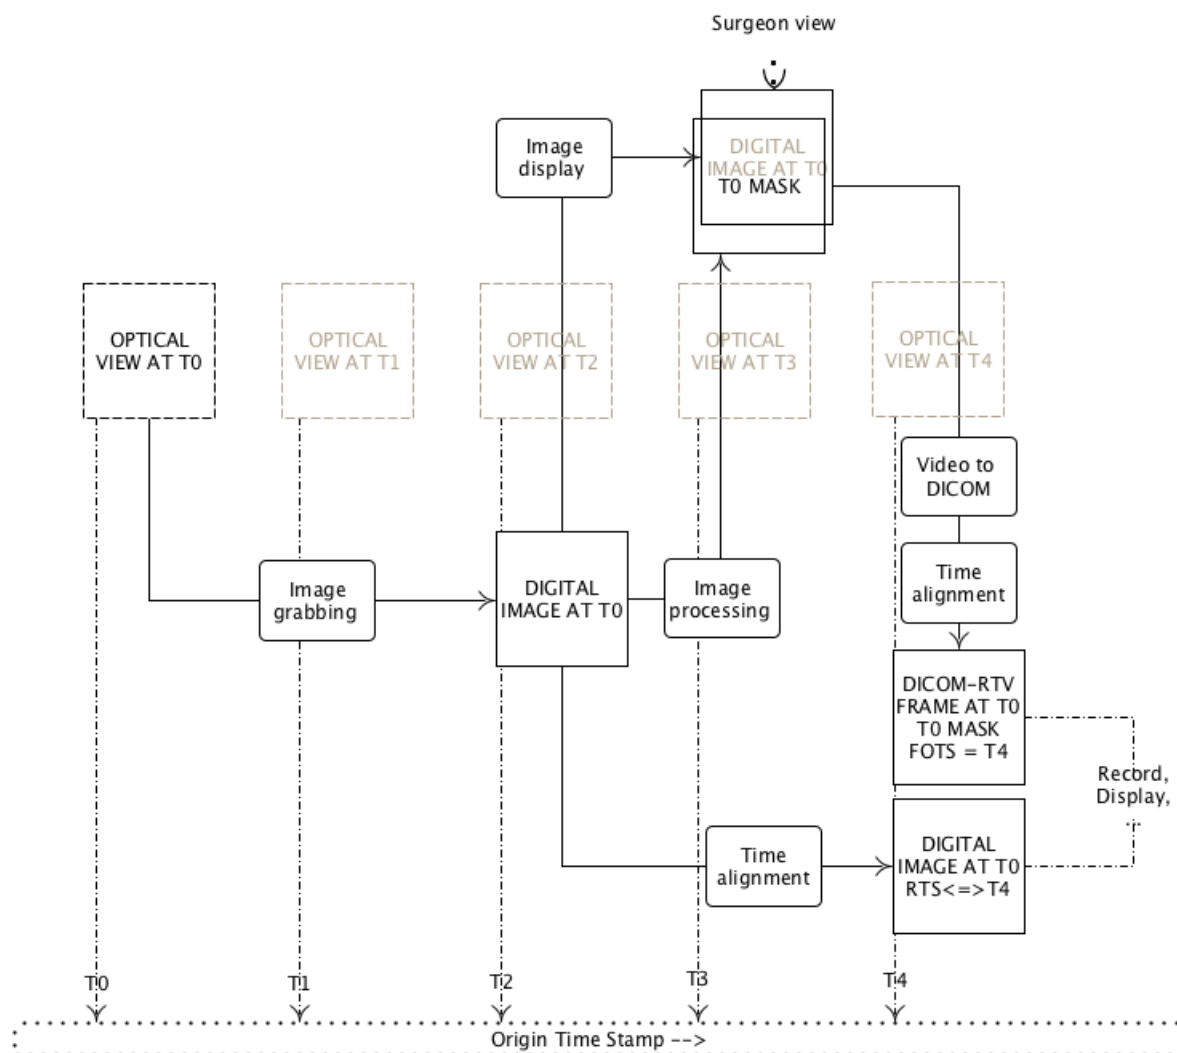 Surgeon view
Image
display
DIGITAL
IMAGE AT T0
T0 MASK
OPTICAL
VIEW AT T0
OPTICAL
VIEW AT T1
OPTICAL
VIEW AT T2
OPTICAL
VIEW AT T3
OPTICAL
VIEW AT T4
Video to
DICOM
Image
grabbing
DIGITAL
IMAGE AT T0
Image
processing
Time
alignment
DICOM-RTV
FRAME AT T0
T0 MASK
FOTS = T4
Record,
Display,
...
Time
alignment
DIGITAL
IMAGE AT T0
RTS<=>T4
T0
T1
T2
T3
T4
Origin Time Stamp -->